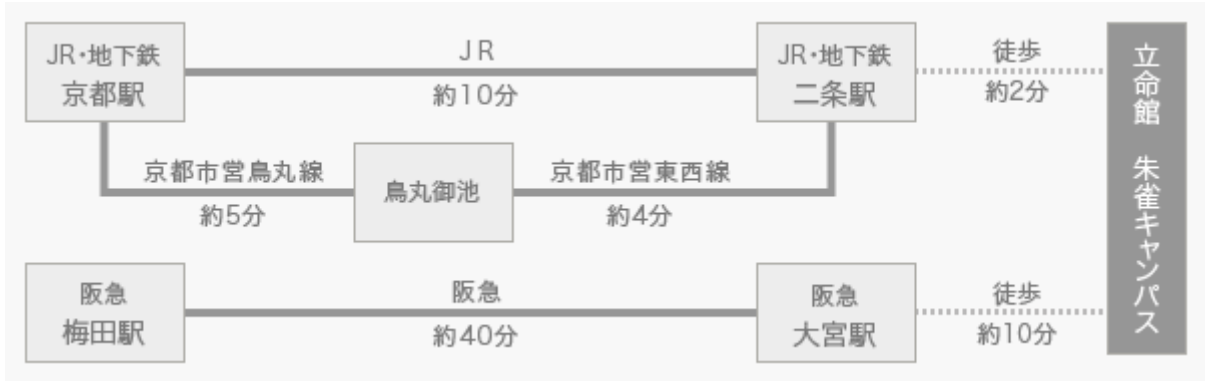 JR・地下鉄
京都駅
JR
約10分
JR・地下鉄
二条駅
徒歩
約2分
京都市営烏丸線
約5分
烏丸御池
京都市営東西線
約4分
阪急
梅田駅
阪急
約40分
阪急
大宮駅
徒歩
約10分
立命館 朱雀キャンパス